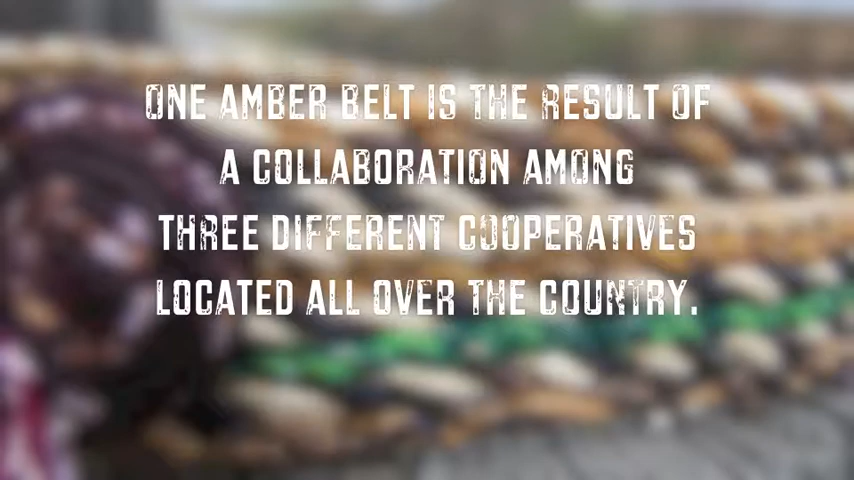 ONE AMBER BELT IS THE RESULT OF
A COLLABORATION AMONG
THREE DIFFERENT COOPERATIVES
LOCATED ALL OVER THE COUNTRY.